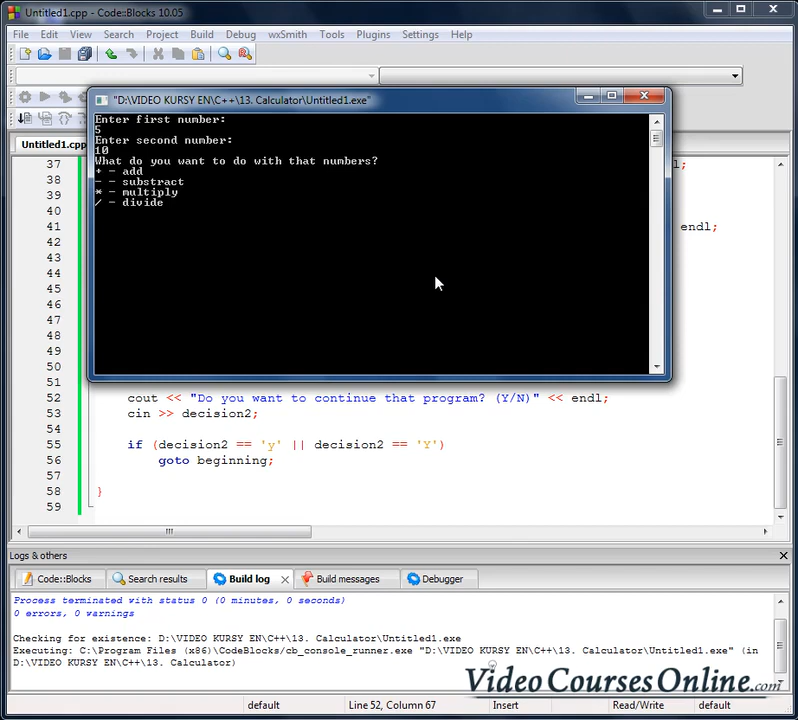 Untitled1.cpp - Code::Blocks 10.05
File Edit View Search Project Build Debug wxSmith Tools Plugins Settings Help
"D:\VIDEO KURSY EN\C++\13. Calculator\Untitled1.exe"
Enter first number:
5
Enter second number:
10
What do you want to do with that numbers?
+ - add
- - substract
* - multiply
/ - divide
Untitled1.cpp
37 ;
38
39
40
41 endl;
42
43
44
45
46
47
48
49
50
51
52 cout << "Do you want to continue that program? (Y/N)" << endl;
53 cin >> decision2;
54
55 if (decision2 == 'y' || decision2 == 'Y')
56 goto beginning;
57
58 }
59
Logs & others
Code::Blocks Search results Build log Build messages Debugger
Process terminated with status 0 (0 minutes, 0 seconds)
0 errors, 0 warnings
Checking for existence: D:\VIDEO KURSY EN\C++\13. Calculator\Untitled1.exe
Executing: C:\Program Files (x86)\CodeBlocks/cb_console_runner.exe "D:\VIDEO KURSY EN\C++\13. Calculator\Untitled1.exe" (in
D:\VIDEO KURSY EN\C++\13. Calculator)
VideoCoursesOnline.com
default Line 52, Column 67 Insert Read/Write default